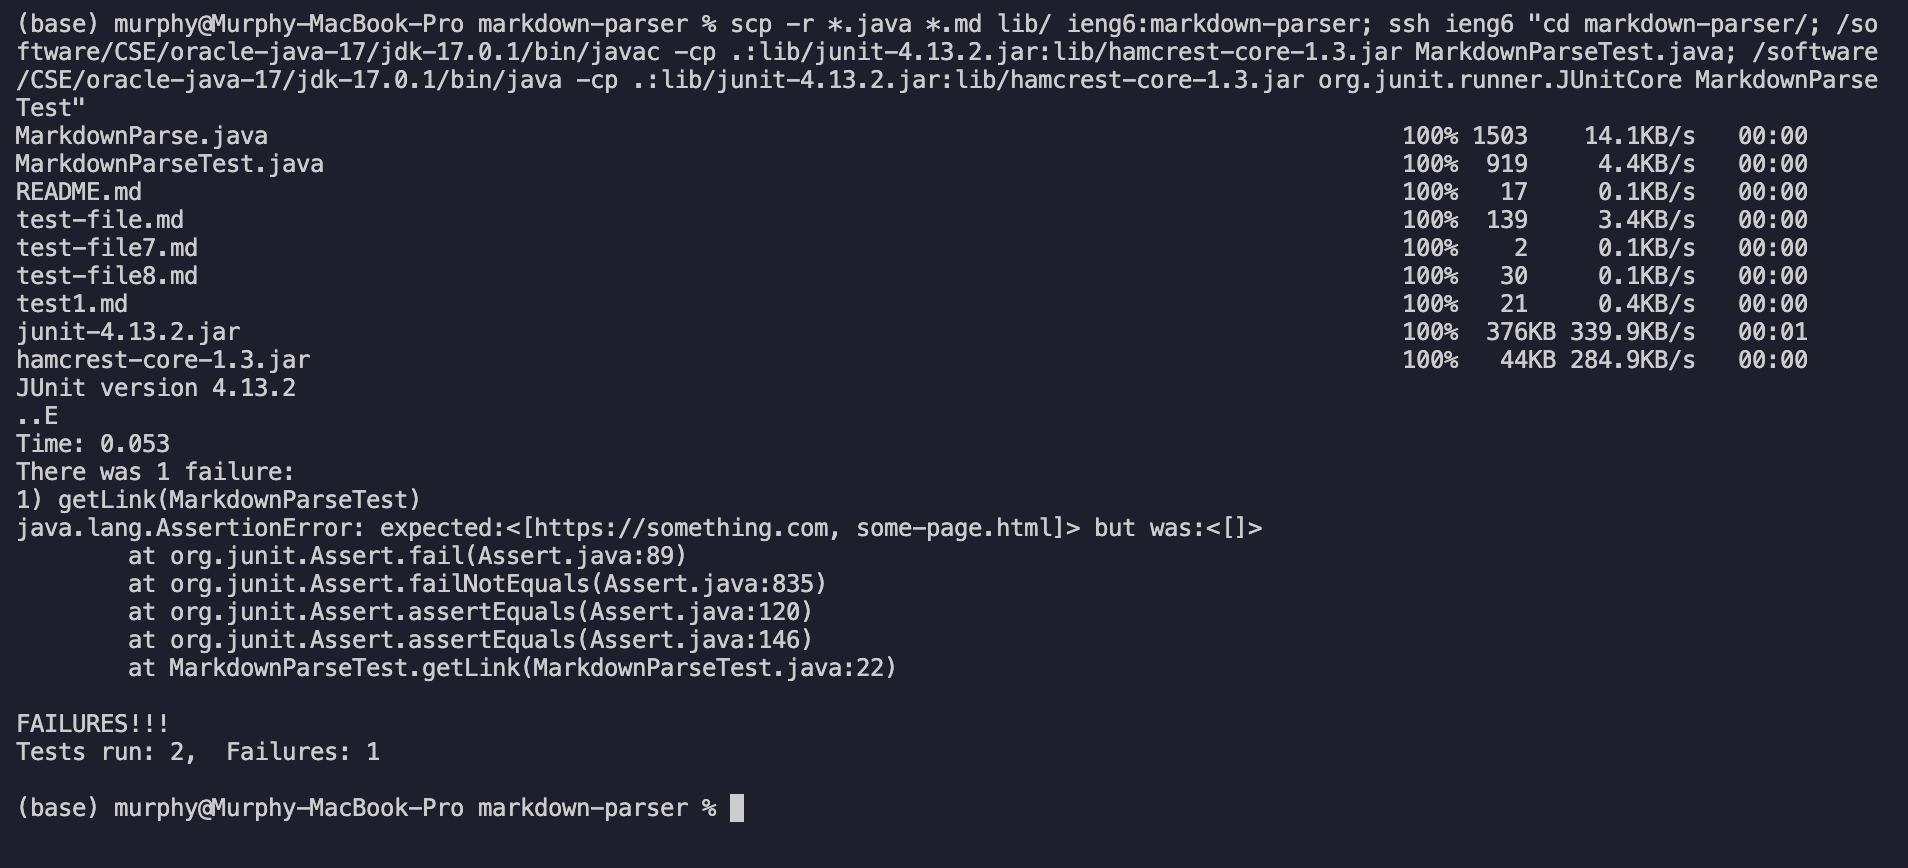 (base) murphy@Murphy-MacBook-Pro markdown-parser % scp -r *.java *.md lib/ ieng6:markdown-parser; ssh ieng6 "cd markdown-parser/; /so
ftware/CSE/oracle-java-17/jdk-17.0.1/bin/javac -cp .:lib/junit-4.13.2.jar:lib/hamcrest-core-1.3.jar MarkdownParseTest.java; /software
/CSE/oracle-java-17/jdk-17.0.1/bin/java -cp .:lib/junit-4.13.2.jar:lib/hamcrest-core-1.3.jar org.junit.runner.JUnitCore MarkdownParse
Test"
MarkdownParse.java 100% 1503 14.1KB/s 00:00
MarkdownParseTest.java 100% 919 4.4KB/s 00:00
README.md 100% 17 0.1KB/s 00:00
test-file.md 100% 139 3.4KB/s 00:00
test-file7.md 100% 2 0.1KB/s 00:00
test-file8.md 100% 30 0.1KB/s 00:00
test1.md 100% 21 0.4KB/s 00:00
junit-4.13.2.jar 100% 376KB 339.9KB/s 00:01
hamcrest-core-1.3.jar 100% 44KB 284.9KB/s 00:00
JUnit version 4.13.2
..E
Time: 0.053
There was 1 failure:
1) getLink(MarkdownParseTest)
java.lang.AssertionError: expected:<[https://something.com, some-page.html]> but was:<[]>
        at org.junit.Assert.fail(Assert.java:89)
        at org.junit.Assert.failNotEquals(Assert.java:835)
        at org.junit.Assert.assertEquals(Assert.java:120)
        at org.junit.Assert.assertEquals(Assert.java:146)
        at MarkdownParseTest.getLink(MarkdownParseTest.java:22)
FAILURES!!!
Tests run: 2,  Failures: 1
(base) murphy@Murphy-MacBook-Pro markdown-parser %